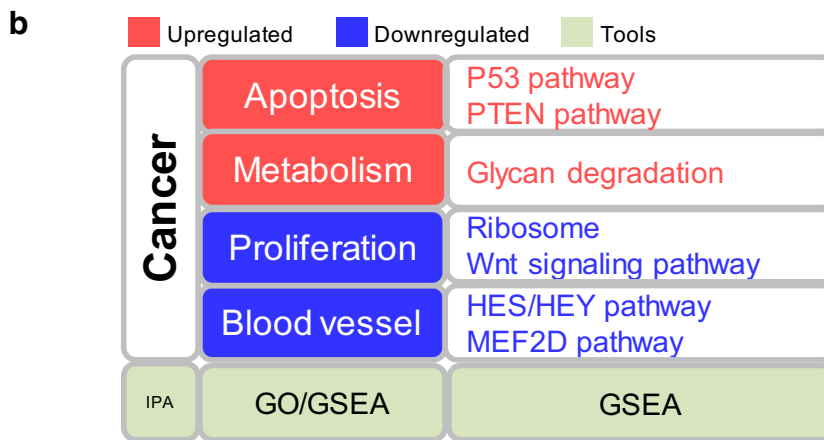 b
Upregulated Downregulated Tools
Cancer
Apoptosis
P53 pathway
PTEN pathway
Metabolism
Glycan degradation
Proliferation
Ribosome
Wnt signaling pathway
Blood vessel
HES/HEY pathway
MEF2D pathway
IPA GO/GSEA GSEA